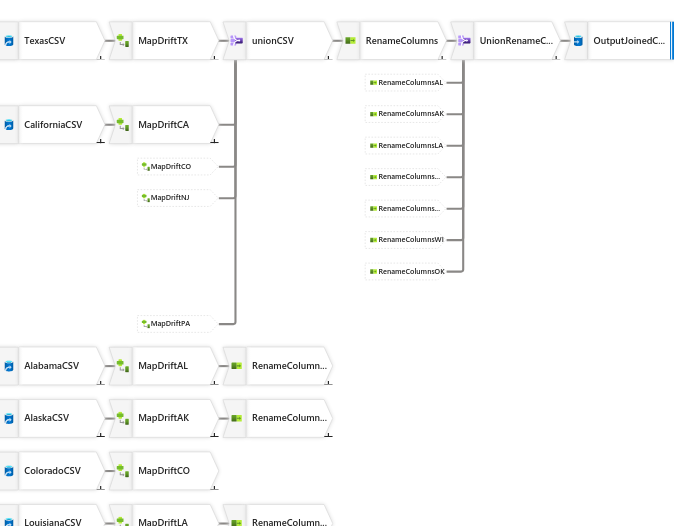 TexasCSV MapDriftTX unionCSV RenameColumns UnionRenameC... OutputJoinedC...
RenameColumnsAL
RenameColumnsAK
CaliforniaCSV MapDriftCA
RenameColumnsLA
MapDriftCO
RenameColumns...
MapDriftNJ
RenameColumns...
RenameColumnsWI
RenameColumnsOK
MapDriftPA
AlabamaCSV MapDriftAL RenameColumn...
AlaskaCSV MapDriftAK RenameColumn...
ColoradoCSV MapDriftCO
LouisianaCSV MapDriftLA RenameColumn...